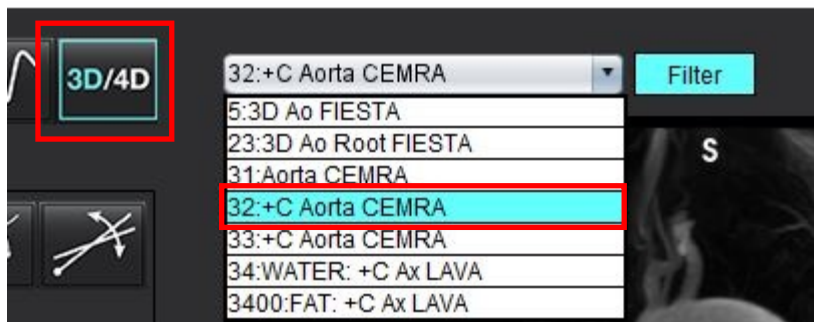 3D/4D
32:+C Aorta CEMRA
Filter
5:3D Ao FIESTA
23:3D Ao Root FIESTA
S
31:Aorta CEMRA
32:+C Aorta CEMRA
33:+C Aorta CEMRA
34:WATER: +C Ax LAVA
3400:FAT: +C Ax LAVA